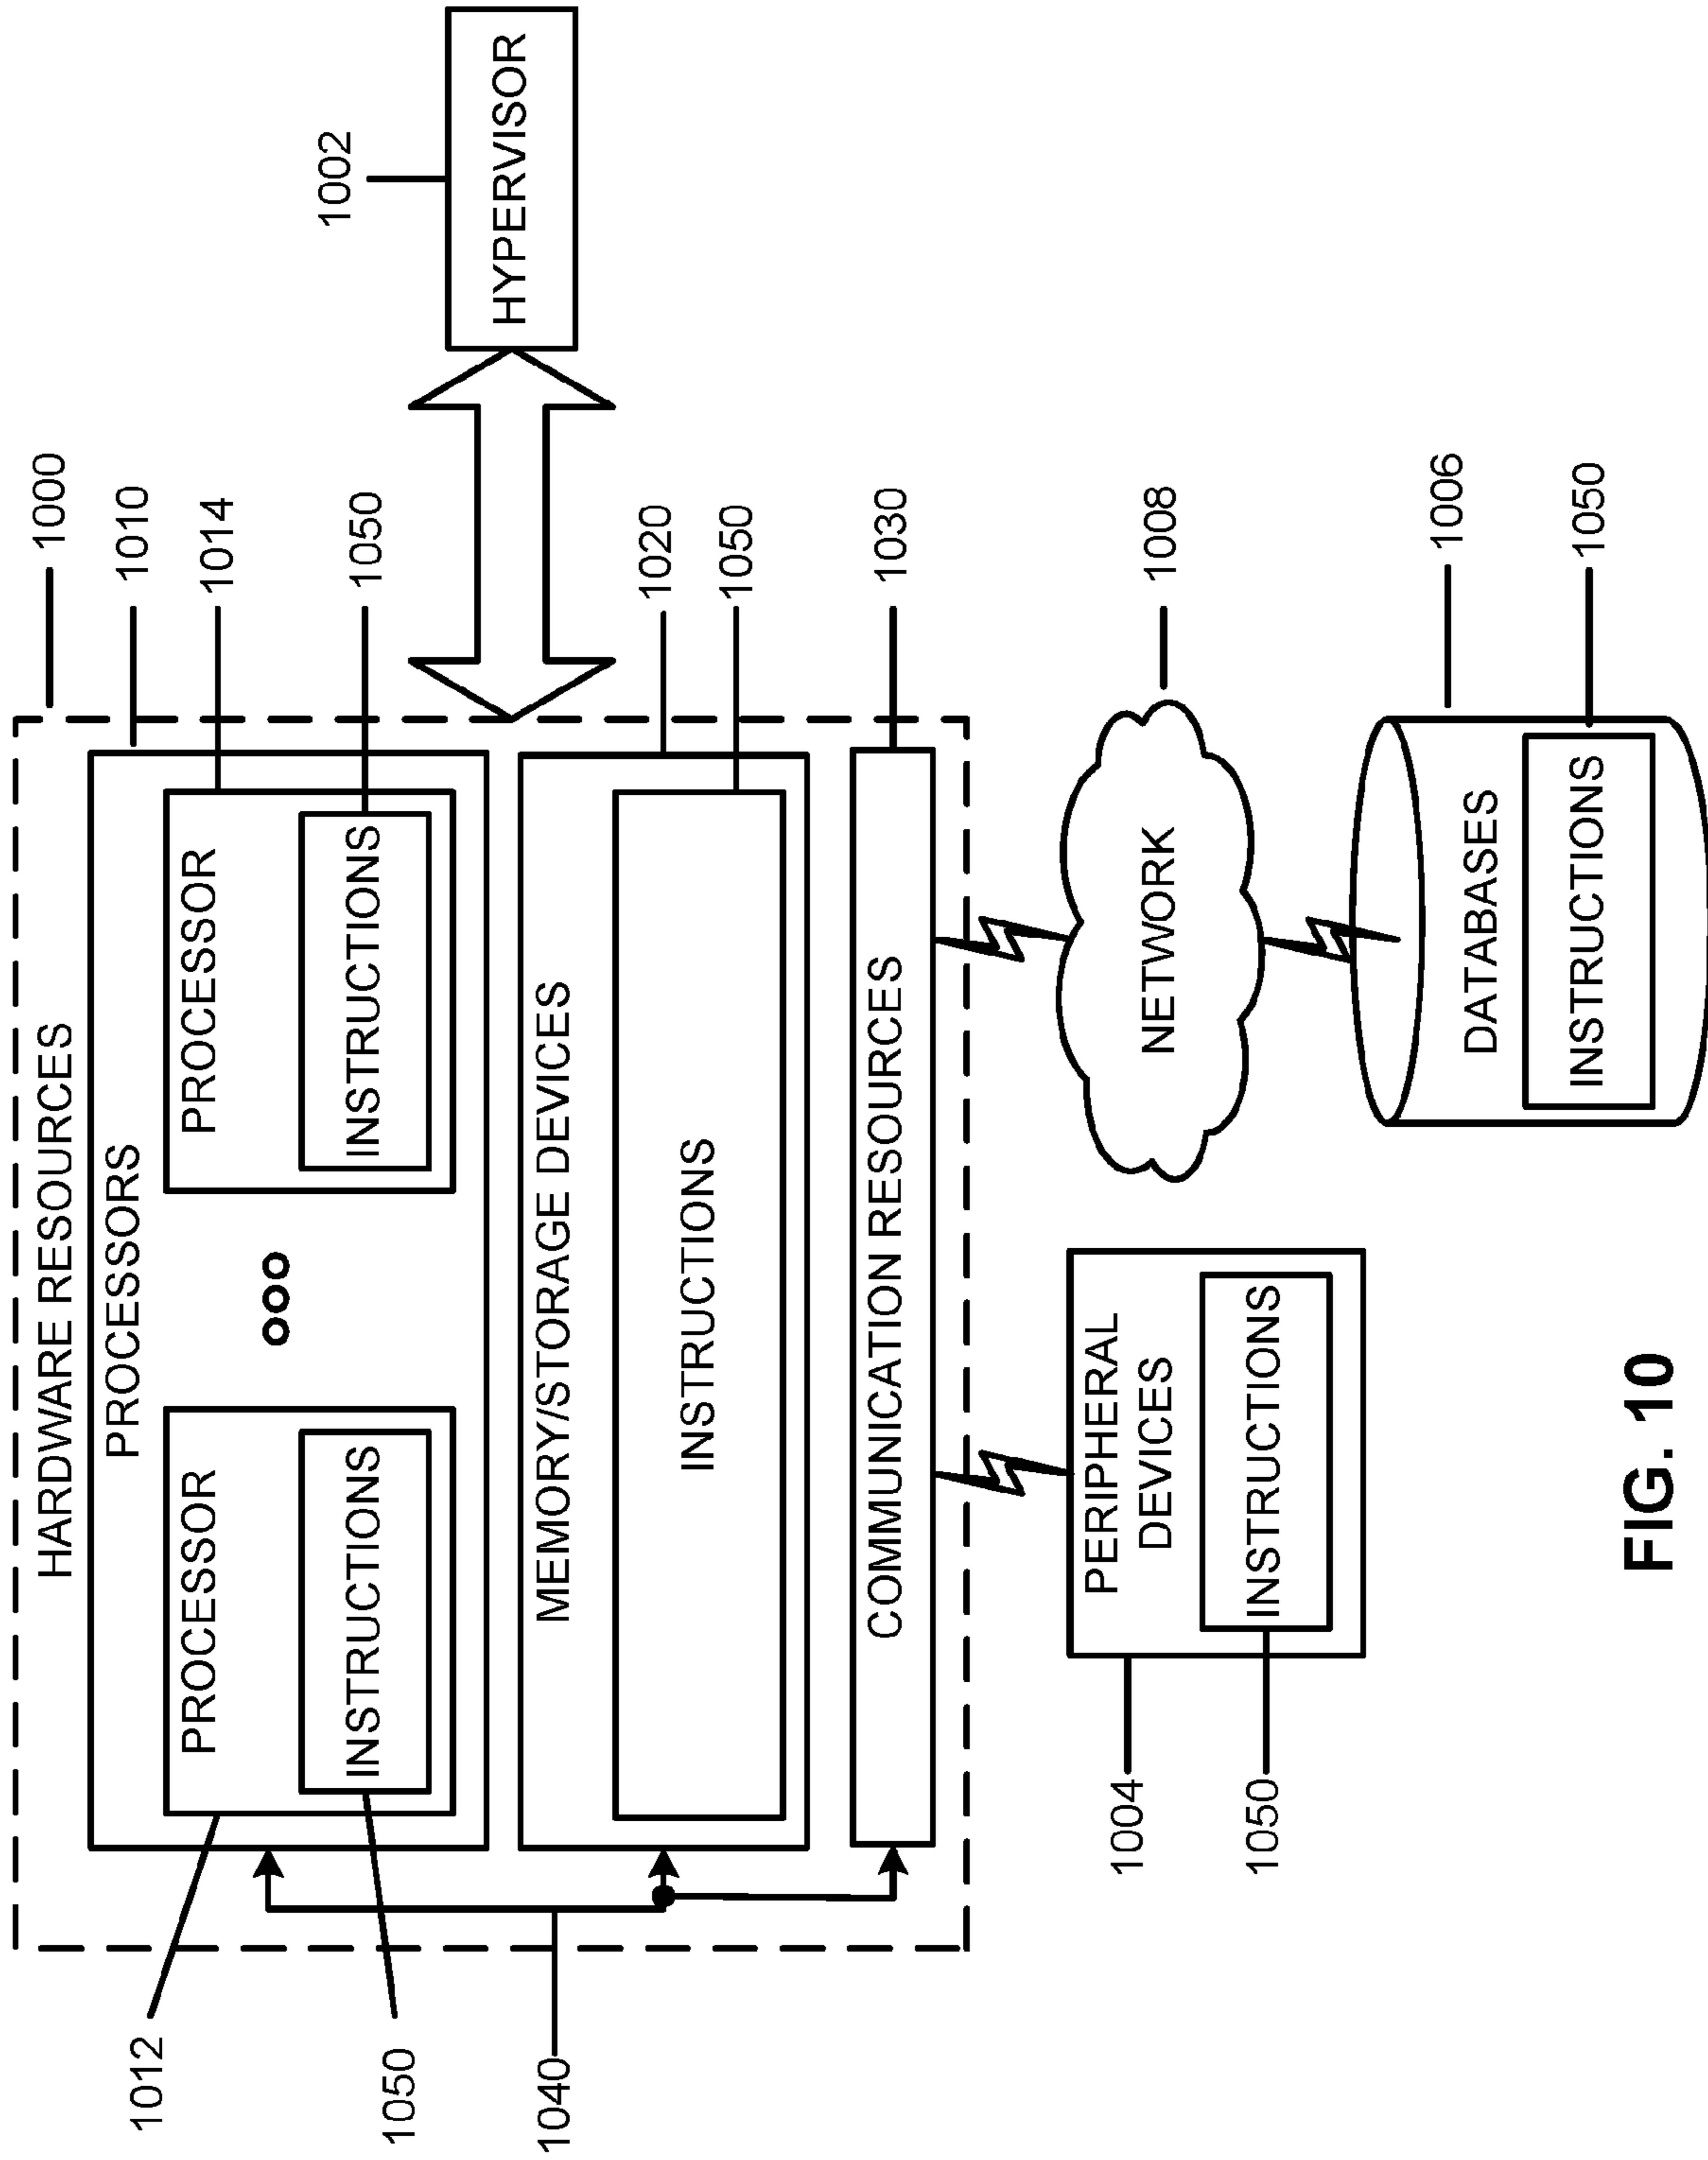 HARDWARE RESOURCES
1000
PROCESSORS
1010
1012
PROCESSOR
PROCESSOR
1014
1050
INSTRUCTIONS
INSTRUCTIONS
1050
1002
HYPERVISOR
1040
MEMORY/STORAGE DEVICES
1020
INSTRUCTIONS
1050
COMMUNICATION RESOURCES
1030
1004
PERIPHERAL
DEVICES
1050
INSTRUCTIONS
NETWORK
1008
DATABASES
1006
INSTRUCTIONS
1050
FIG. 10